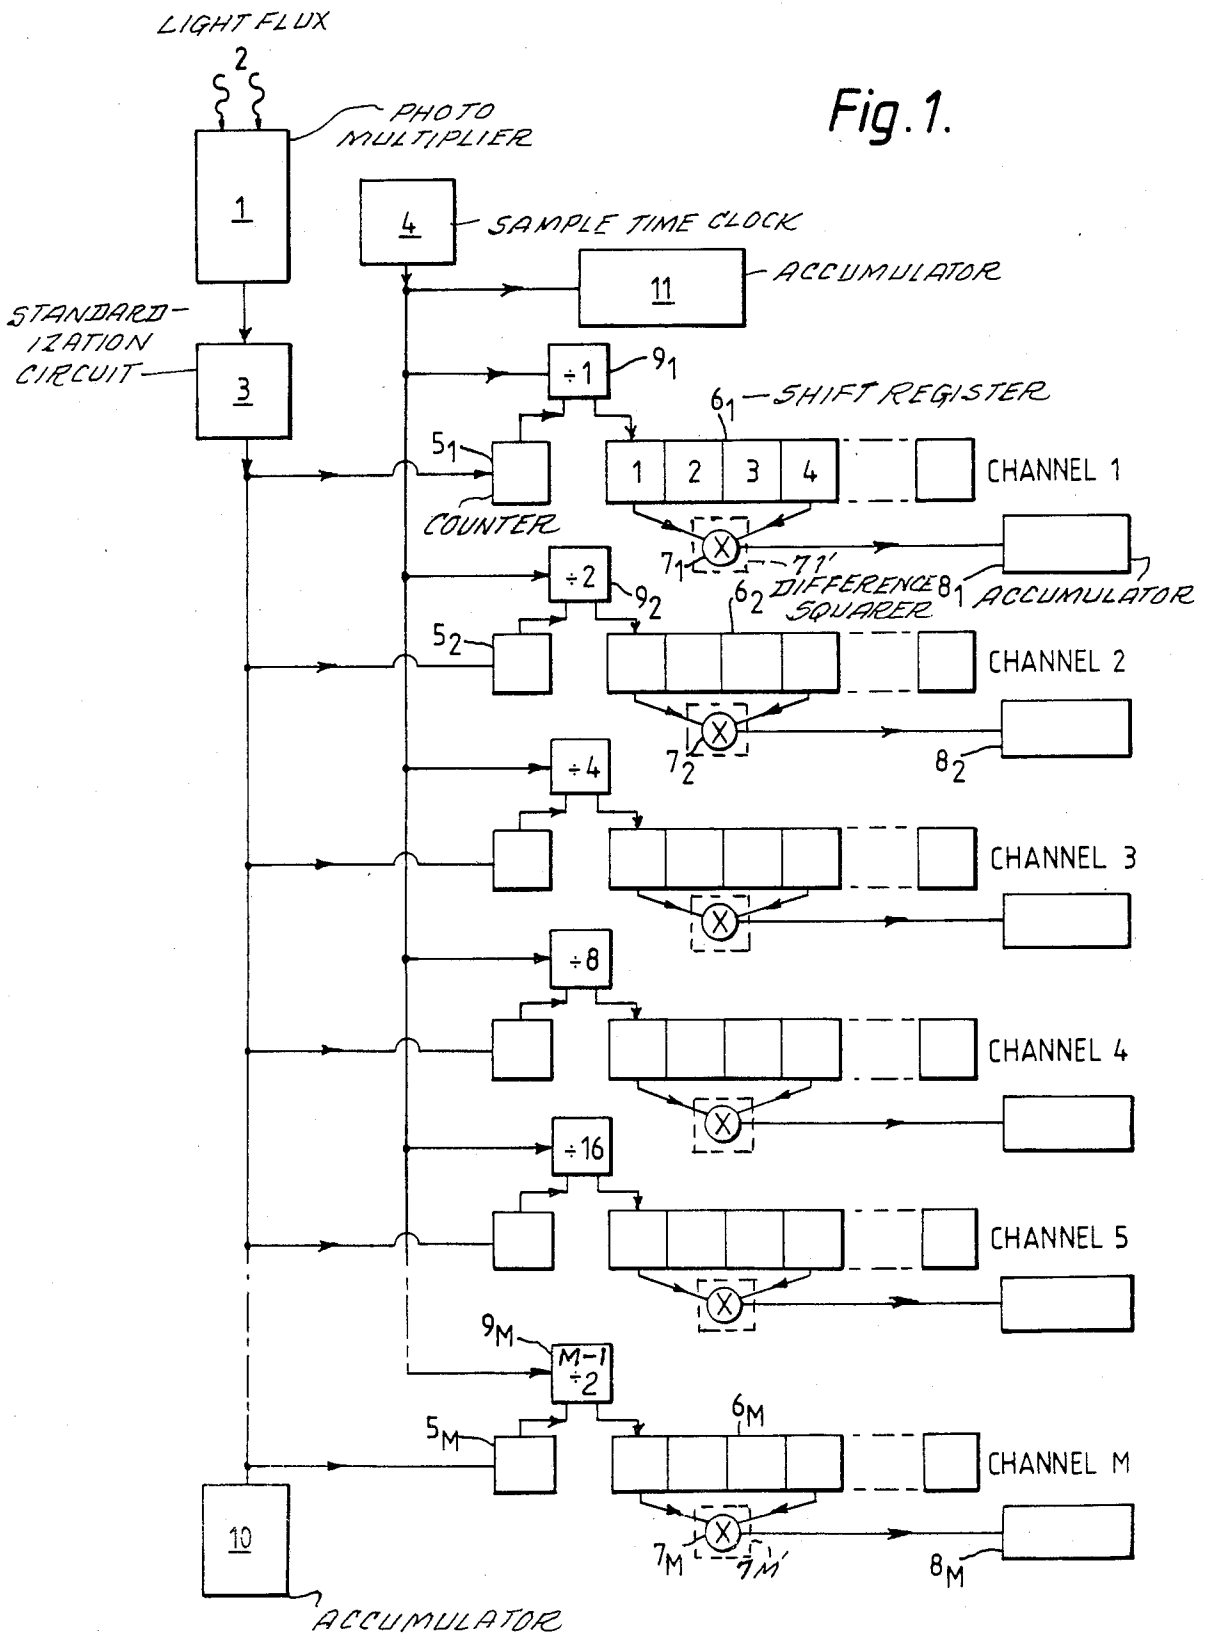 LIGHT FLUX
2
Fig.1.
PHOTO
MULTIPLIER
1
4
SAMPLE TIME CLOCK
ACCUMULATOR
11
STANDARD-
IZATION
CIRCUIT
3
÷1
9₁
6₁
SHIFT REGISTER
5₁
1 2 3 4
CHANNEL 1
COUNTER
7₁
71′
÷2
9₂
6₂
DIFFERENCE
SQUARER
8₁
ACCUMULATOR
X
5₂
CHANNEL 2
X
7₂
8₂
÷4
CHANNEL 3
X
÷8
CHANNEL 4
X
÷16
CHANNEL 5
X
9M
M-1
÷2
5M
6M
CHANNEL M
X
7M
7M′
8M
10
ACCUMULATOR